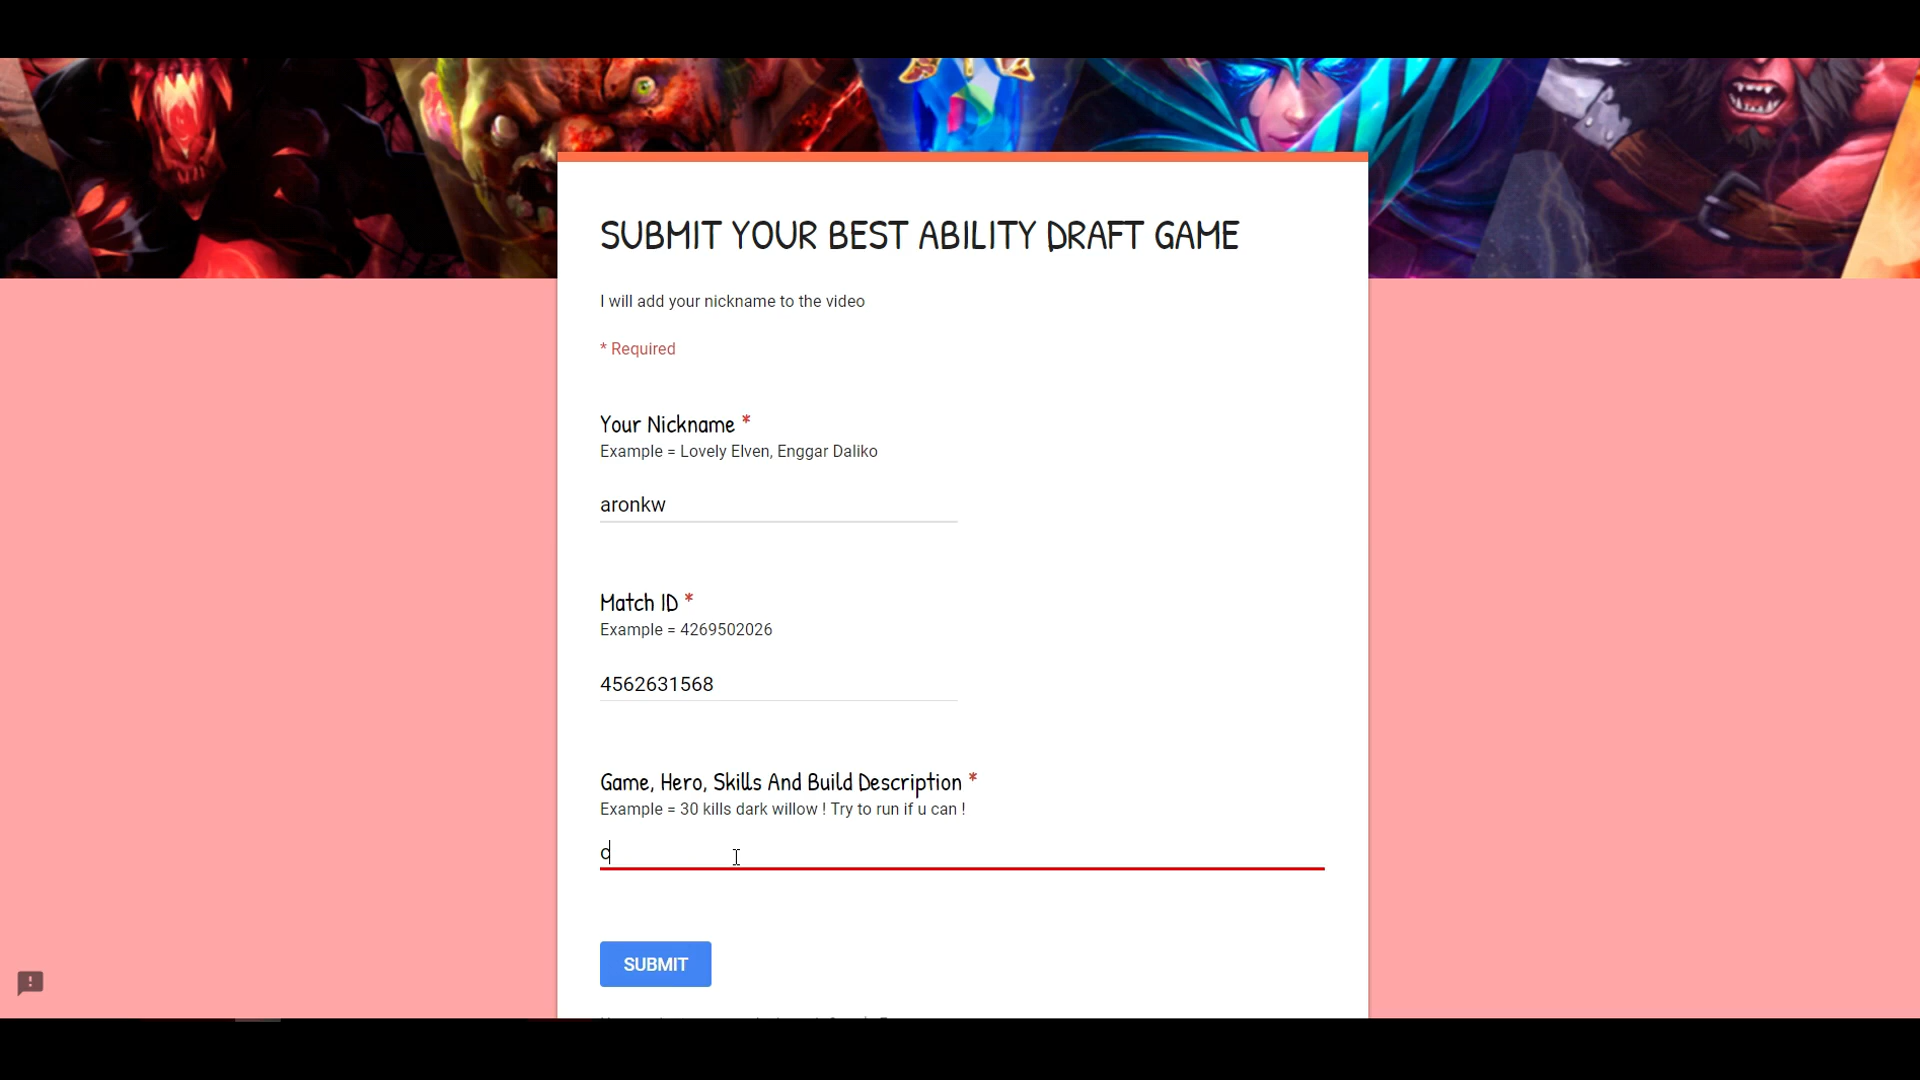 SUBMIT YOUR BEST ABILITY DRAFT GAME
I will add your nickname to the video
* Required
Your Nickname *
Example = Lovely Elven, Enggar Daliko
aronkw
Match ID *
Example = 4269502026
4562631568
Game, Hero, Skills And Build Description *
Example = 30 kills dark willow ! Try to run if u can !
SUBMIT